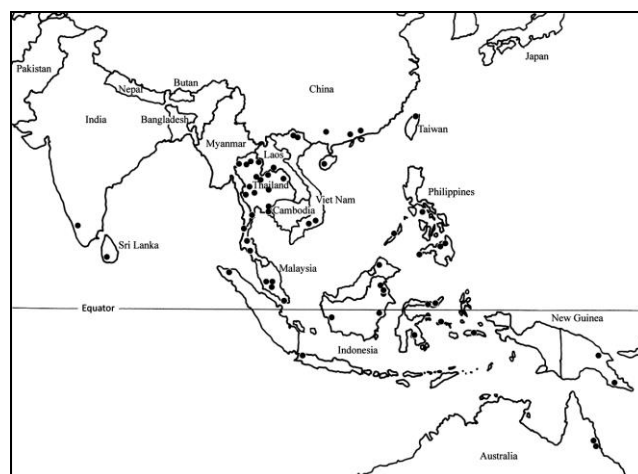 Japan
Pakistan
Nepal
Butan
China
India
Bangladesh
Taiwan
Myanmar
Laos
Thailand
Viet Nam
Philippines
Cambodia
Sri Lanka
Malaysia
Equator
New Guinea
Indonesia
Australia